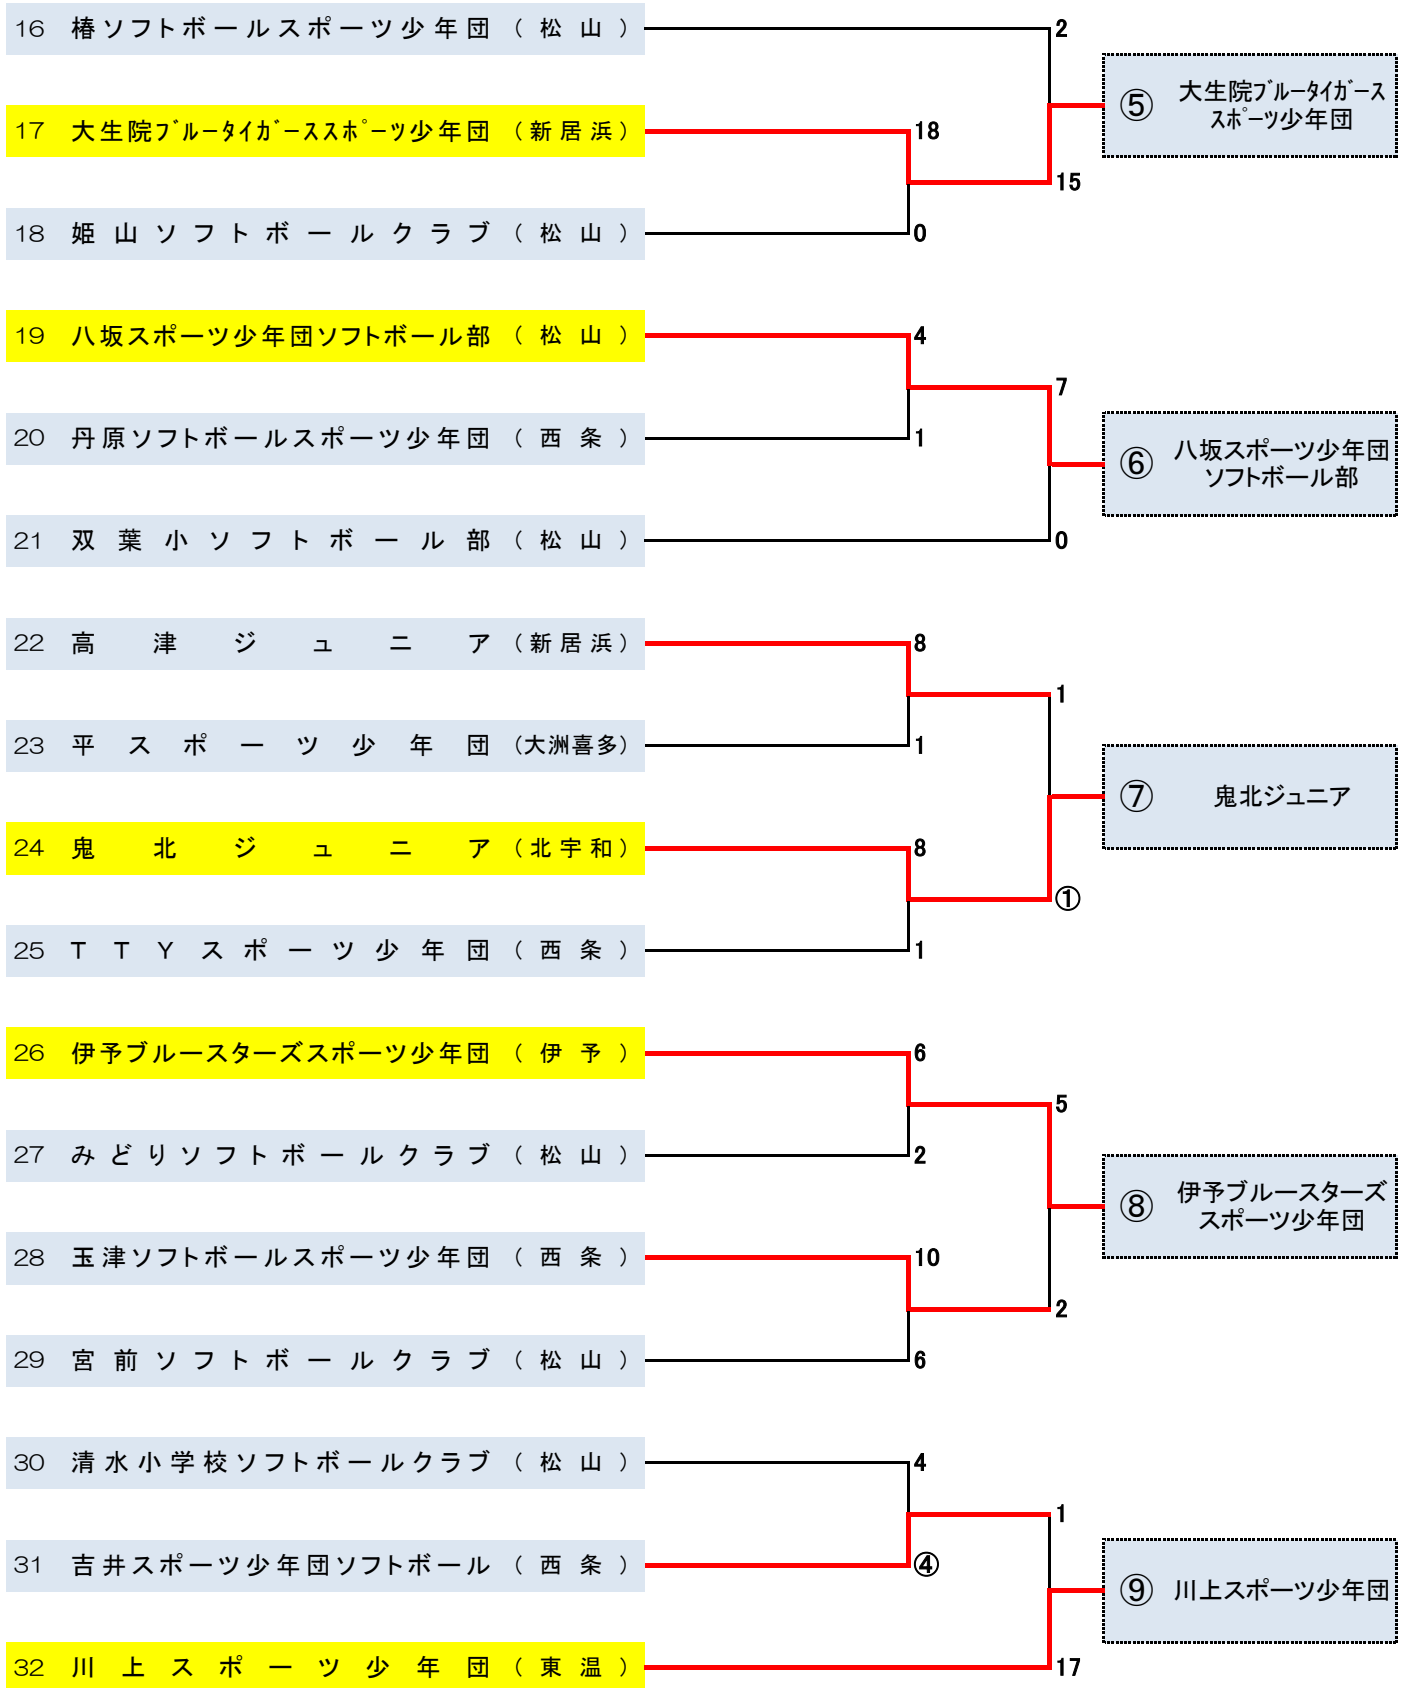 16 椿ソフトボールスポーツ少年団（松山） 2
⑤ 大生院ﾌﾞﾙｰﾀｲｶﾞｰｽ
ｽﾎﾟｰﾂ少年団
17 大生院ﾌﾞﾙｰﾀｲｶﾞｰｽｽﾎﾟｰﾂ少年団（新居浜） 18
15
18 姫山ソフトボールクラブ（松山） 0
19 八坂スポーツ少年団ソフトボール部（松山） 4
7
20 丹原ソフトボールスポーツ少年団（西条） 1
⑥ 八坂スポーツ少年団
ソフトボール部
21 双葉小ソフトボール部（松山） 0
22 高津ジュニア（新居浜） 8
1
23 平スポーツ少年団（大洲喜多） 1
⑦ 鬼北ジュニア
24 鬼北ジュニア（北宇和） 8
①
25 TTYスポーツ少年団（西条） 1
26 伊予ブルースターズスポーツ少年団（伊予） 6
5
27 みどりソフトボールクラブ（松山） 2
⑧ 伊予ブルースターズ
スポーツ少年団
28 玉津ソフトボールスポーツ少年団（西条） 10
2
29 宮前ソフトボールクラブ（松山） 6
30 清水小学校ソフトボールクラブ（松山） 4
1
31 吉井スポーツ少年団ソフトボール（西条） ④
⑨ 川上スポーツ少年団
32 川上スポーツ少年団（東温） 17